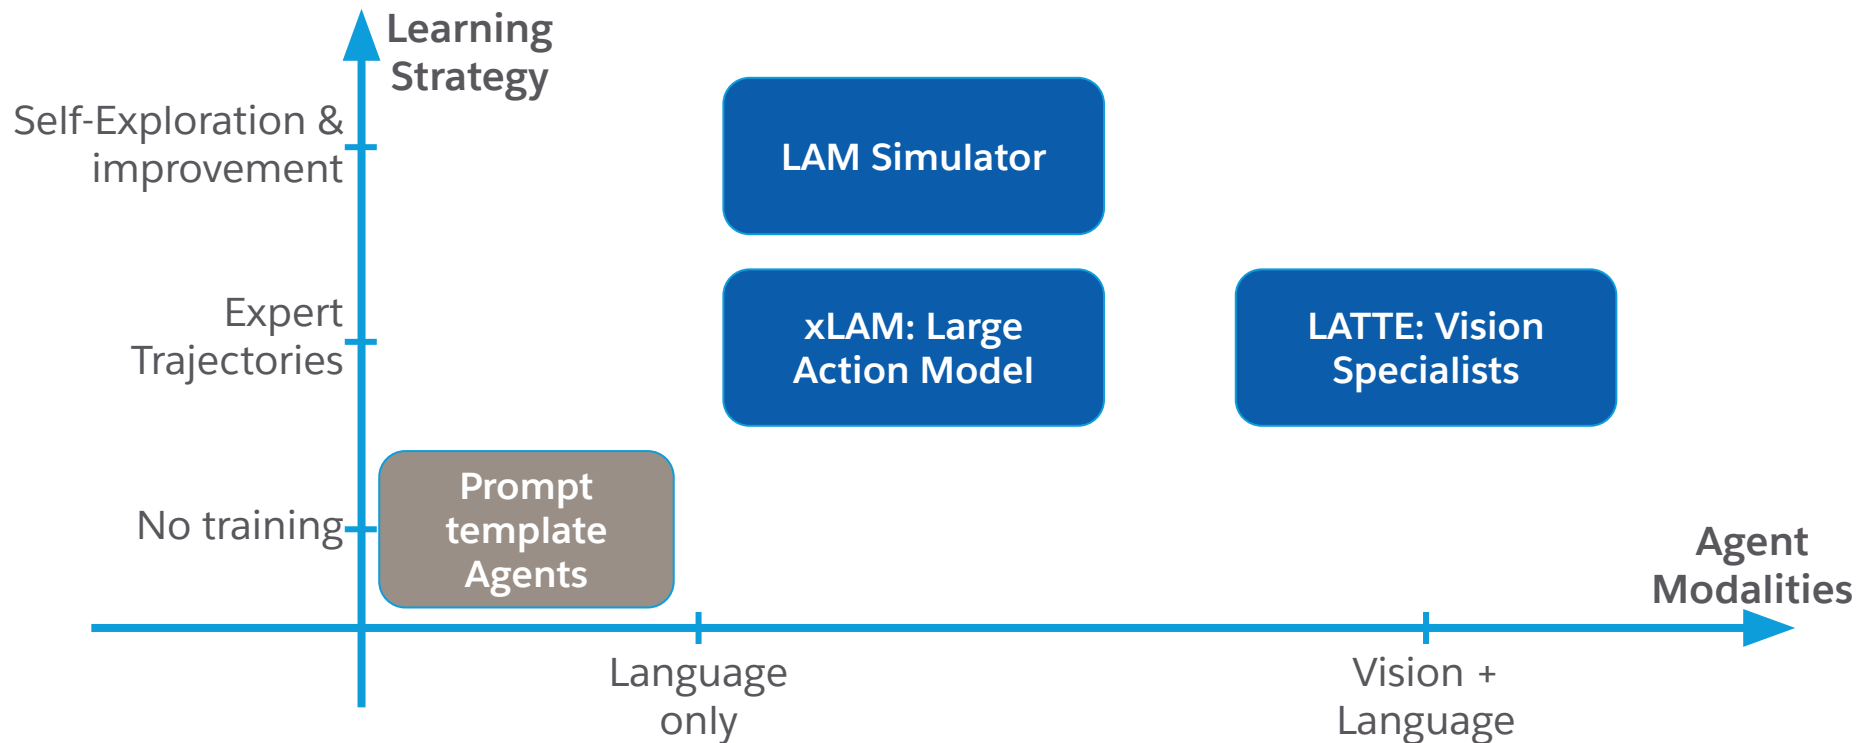 Learning
Strategy
Self-Exploration &
improvement
LAM Simulator
Expert
Trajectories
xLAM: Large
Action Model
LATTE: Vision
Specialists
No training
Prompt
template
Agents
Agent
Modalities
Language
only
Vision +
Language